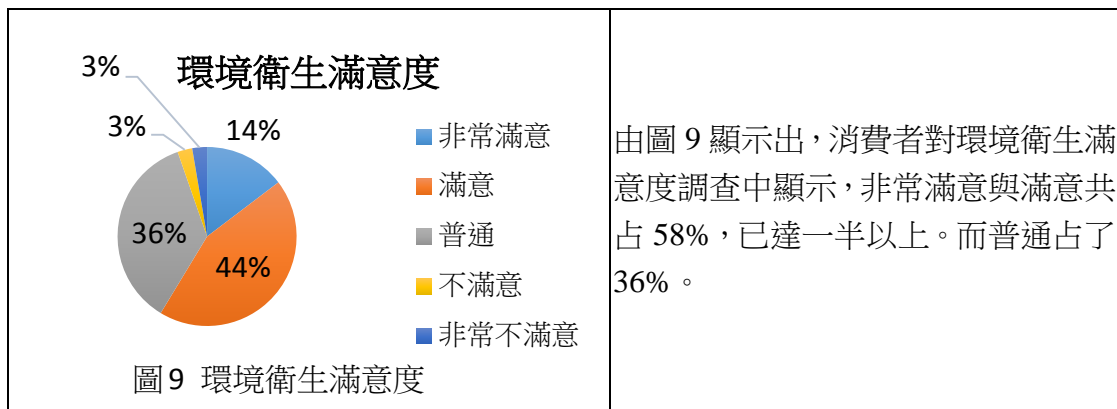 環境衛生滿意度
3%
3%
14%
36%
44%
非常滿意
滿意
普通
不滿意
非常不滿意
圖9 環境衛生滿意度
由圖 9 顯示出，消費者對環境衛生滿
意度調查中顯示，非常滿意與滿意共
占 58%，已達一半以上。而普通占了
36%。